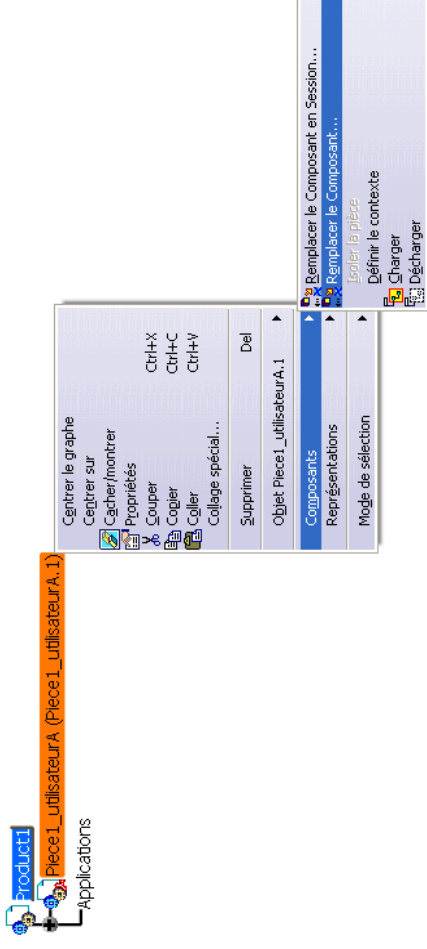 Product1
Piece1_utilisateurA (Piece1_utilisateurA.1)
Applications
Centrer le graphe
Centrer sur
Cacher/montrer
Propriétés
Couper Ctrl+X
Copier Ctrl+C
Coller Ctrl+V
Collage spécial...
Supprimer Del
Objet Piece1_utilisateurA.1
Composants
Représentations
Mode de sélection
Remplacer le Composant en Session...
Remplacer le Composant...
Isoler la pièce
Définir le contexte
Charger
Décharger